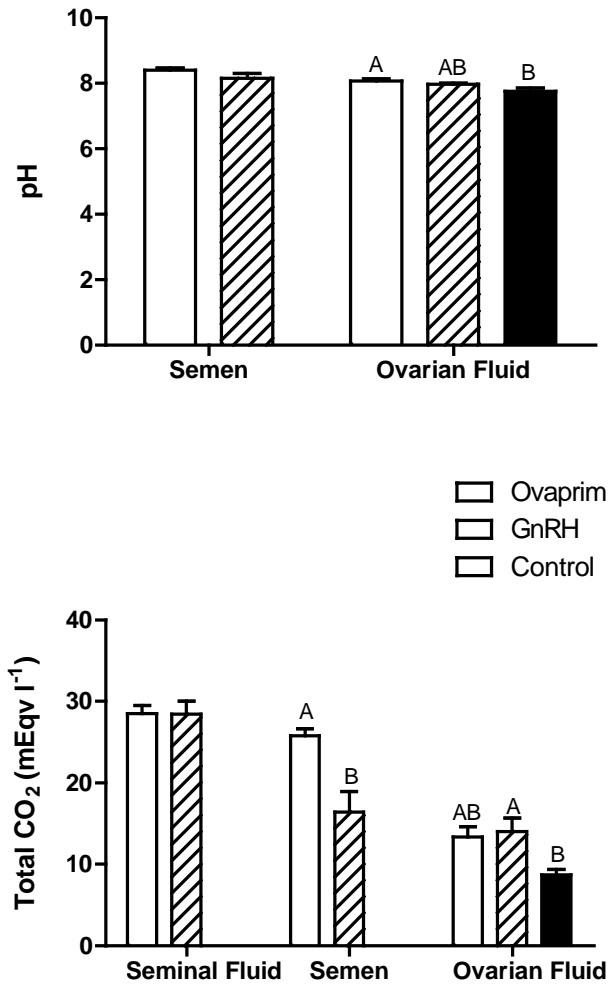 10
8
6
4
2
0
pH
A
AB
B
Semen
Ovarian Fluid
Ovaprim
GnRH
Control
40
30
20
10
0
Total CO₂ (mEqv l⁻¹)
A
B
AB
A
B
Seminal Fluid
Semen
Ovarian Fluid